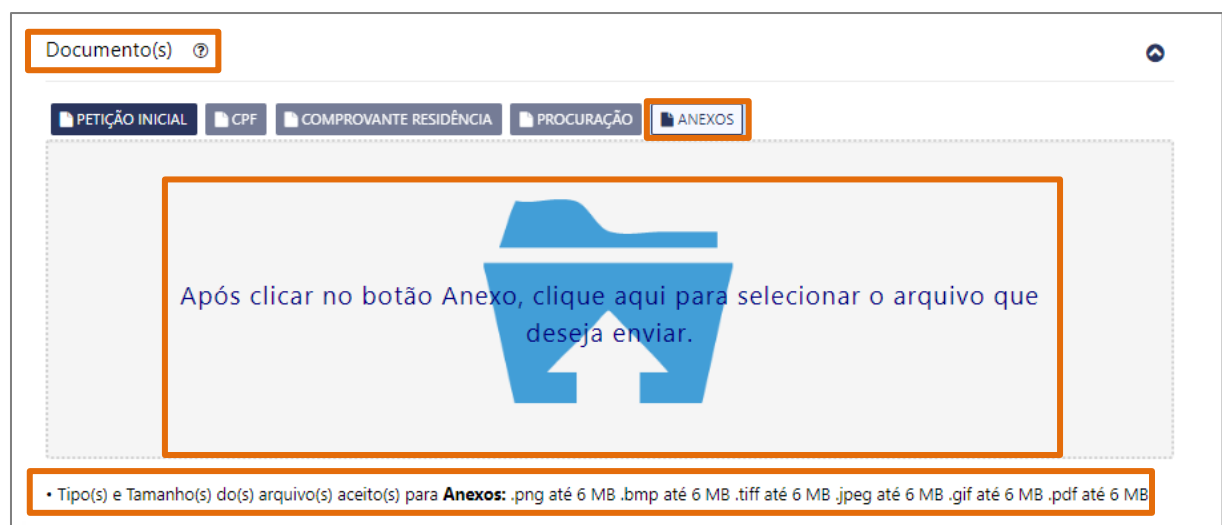 Documento(s) ?
PETIÇÃO INICIAL CPF COMPROVANTE RESIDÊNCIA PROCURAÇÃO ANEXOS
Após clicar no botão Anexo, clique aqui para selecionar o arquivo que
deseja enviar.
• Tipo(s) e Tamanho(s) do(s) arquivo(s) aceito(s) para Anexos: .png até 6 MB .bmp até 6 MB .tiff até 6 MB .jpeg até 6 MB .gif até 6 MB .pdf até 6 MB